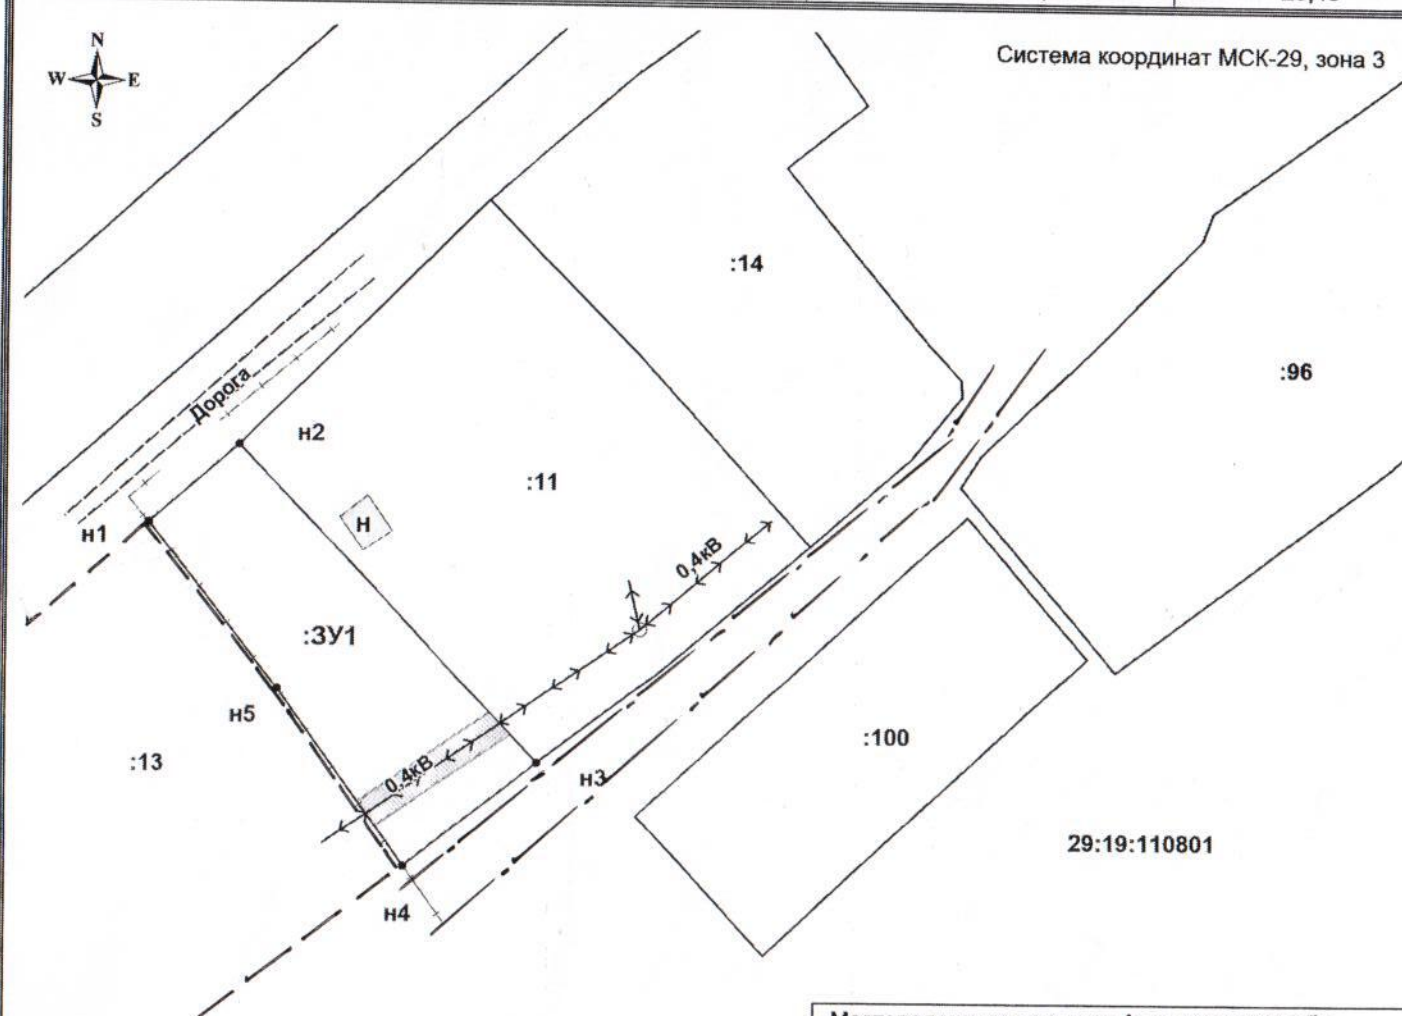 N
W E
S
Система координат МСК-29, зона 3
:14
:96
Дорога
н2
:11
Н
н1
0,4кВ
:ЗУ1
н5
:13
:100
0,4кВ
н3
29:19:110801
н4